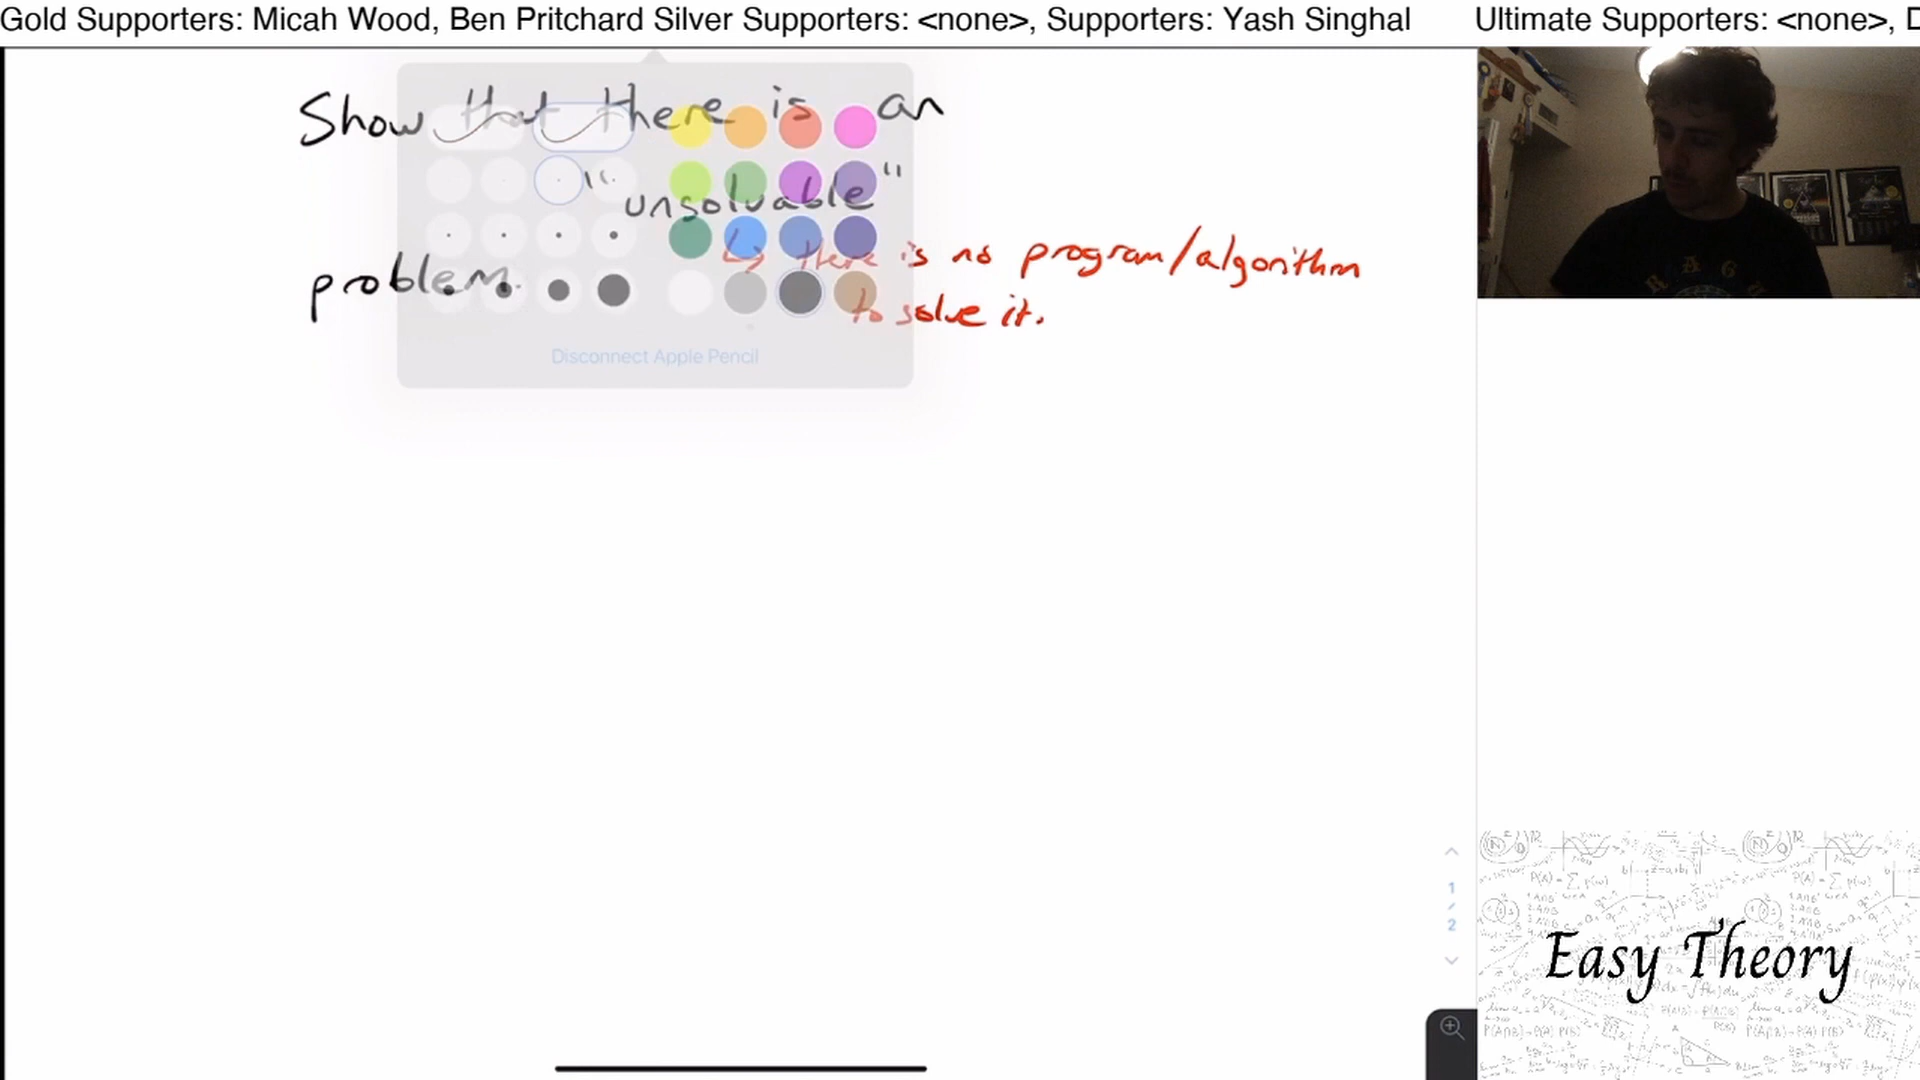 Gold Supporters: Micah Wood, Ben Pritchard Silver Supporters: <none>, Supporters: Yash Singhal Ultimate Supporters: <none>, D
Show that there is an
"unsolvable"
↳ there is no program/algorithm
problem.
to solve it.
Disconnect Apple Pencil
1
2
Easy Theory